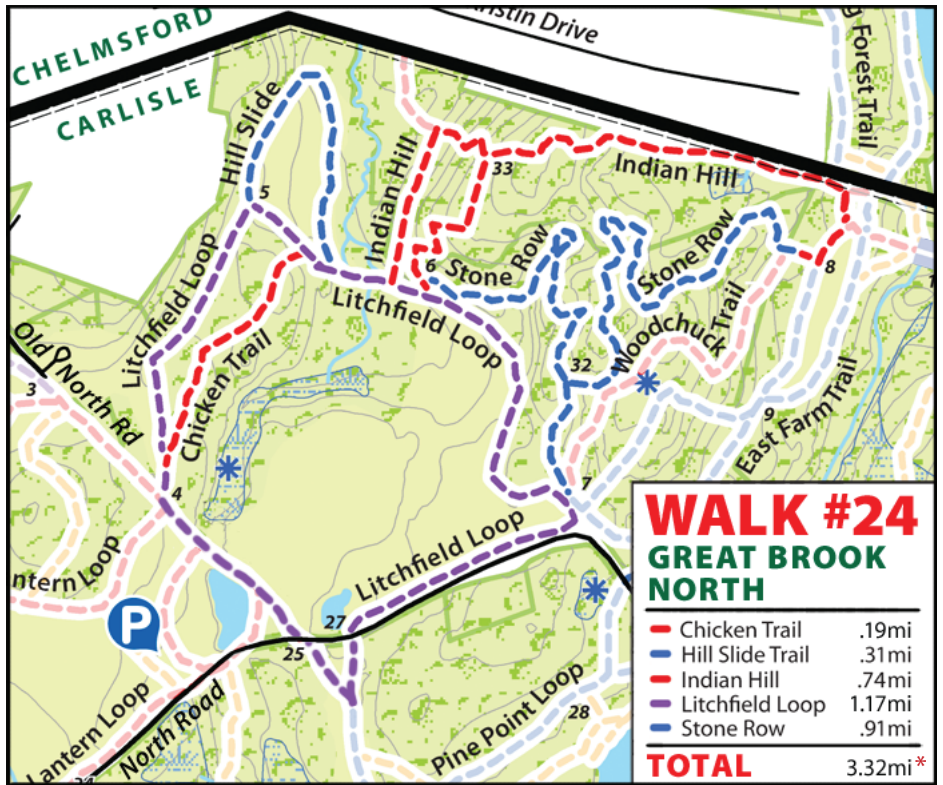 CHELMSFORD
CARLISLE
Drive
Forest Trail
Hill Slide
Indian Hill
33
Indian Hill
5
6
Stone Row
Stone Row
8
Litchfield Loop
Litchfield Loop
Woodchuck Trail
Old North Rd
3
Chicken Trail
32
9
East Farm Trail
4
7
Litchfield Loop
Loop
P
27
25
Lantern Loop
North Road
Pine Point Loop
28
WALK #24
GREAT BROOK
NORTH
Chicken Trail .19mi
Hill Slide Trail .31mi
Indian Hill .74mi
Litchfield Loop 1.17mi
Stone Row .91mi
TOTAL 3.32mi*